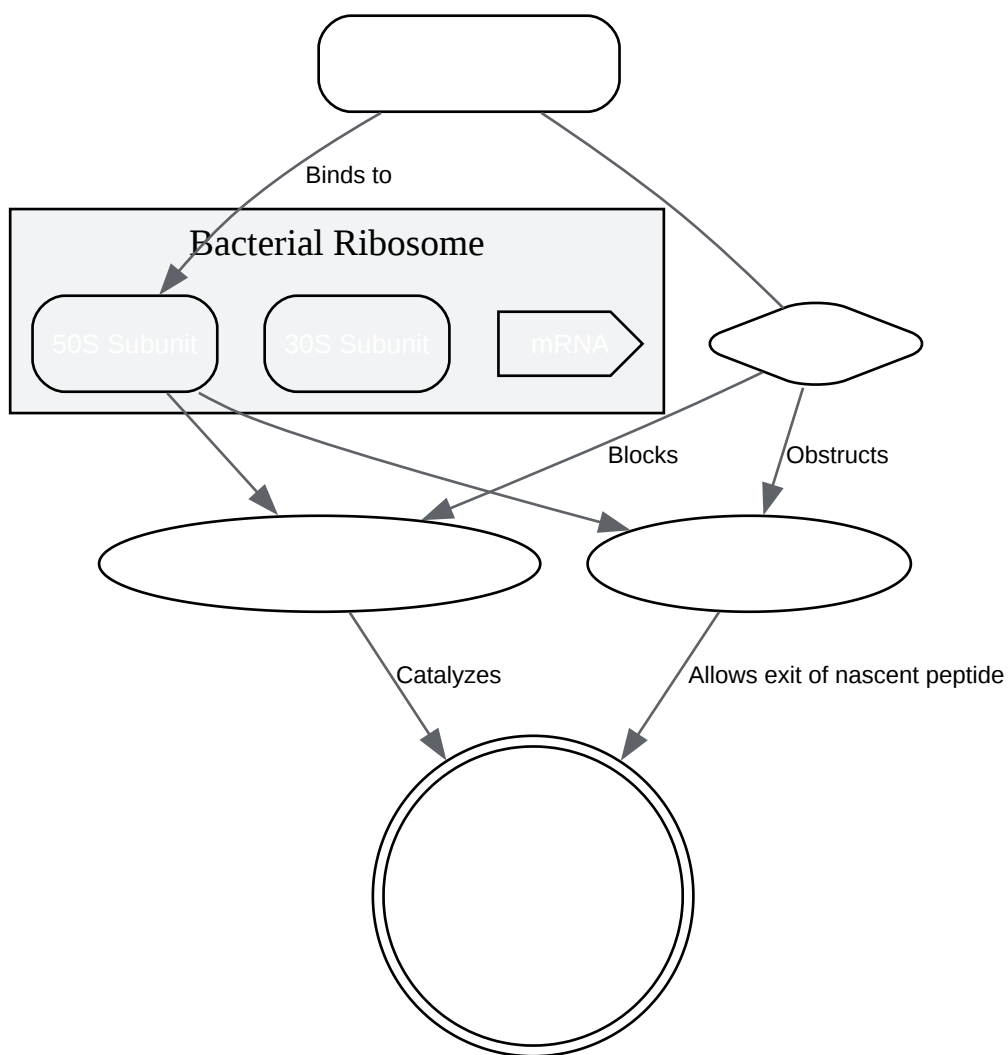 Binds to
Bacterial Ribosome
50S Subunit
30S Subunit
mRNA
Blocks
Obstructs
Catalyzes
Allows exit of nascent peptide